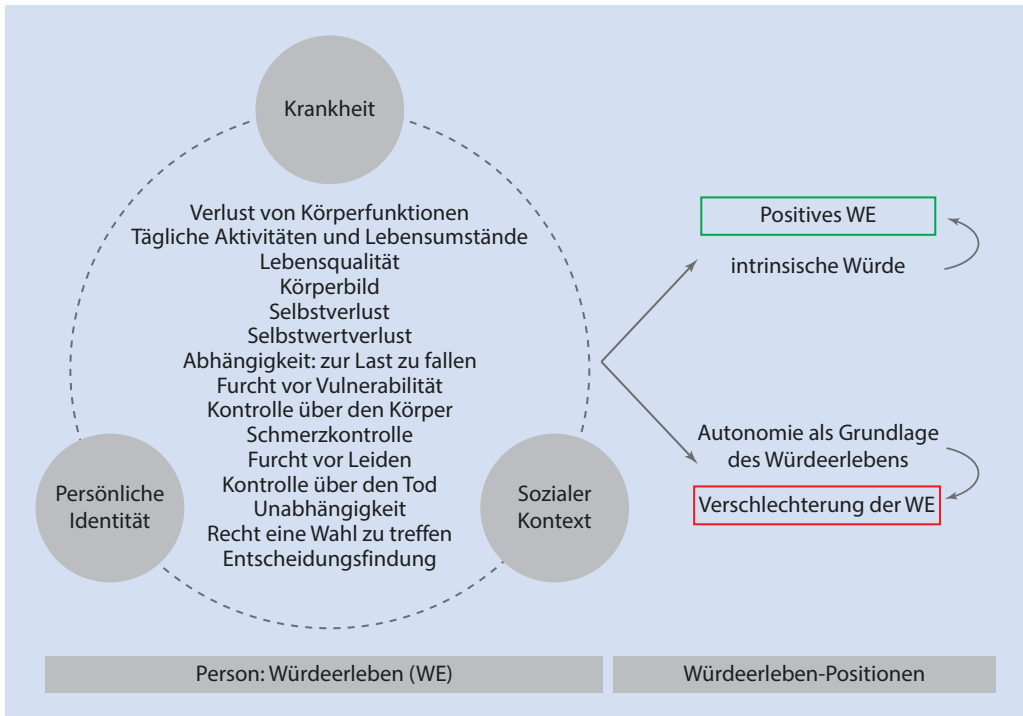 Krankheit
Verlust von Körperfunktionen
Tägliche Aktivitäten und Lebensumstände
Lebensqualität
Körperbild
Selbstverlust
Selbstwertverlust
Abhängigkeit: zur Last zu fallen
Furcht vor Vulnerabilität
Kontrolle über den Körper
Schmerzkontrolle
Furcht vor Leiden
Kontrolle über den Tod
Unabhängigkeit
Recht eine Wahl zu treffen
Entscheidungsfindung
Persönliche
Identität
Sozialer
Kontext
Positives WE
intrinsische Würde
Autonomie als Grundlage
des Würdeerlebens
Verschlechterung der WE
Person: Würdeerleben (WE)
Würdeerleben-Positionen